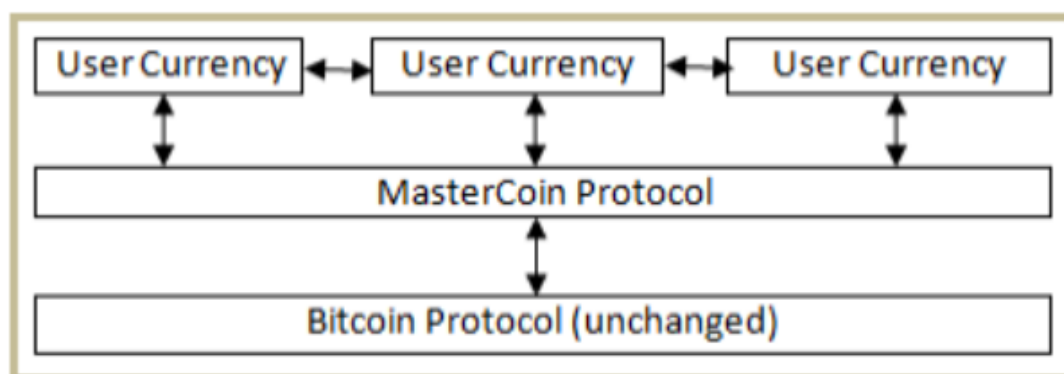 User Currency User Currency User Currency
MasterCoin Protocol
Bitcoin Protocol (unchanged)